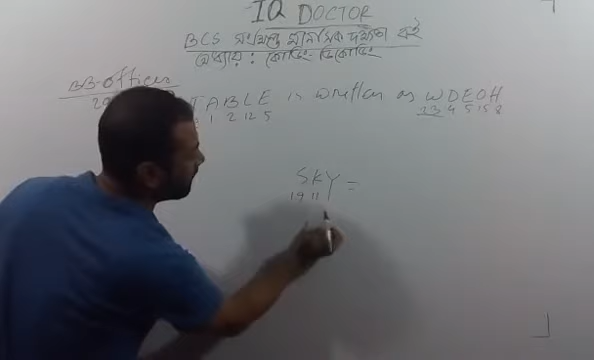 IQ DOCTOR
BCS সংক্রান্ত মানসিক দক্ষতা বই
অধ্যায় : কোডিং-ডিকোডিং
BB-Officer
20
TABLE is written as WDEOH
1 2 12 5 23 4 5 15 8
SKY =
19 11